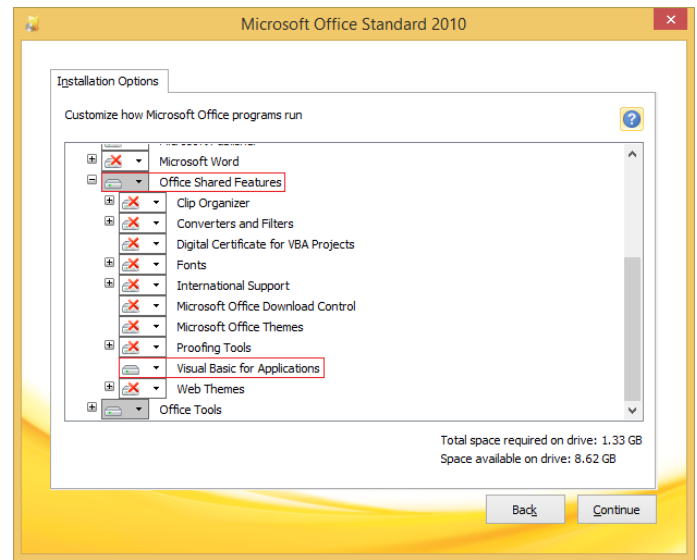 Microsoft Office Standard 2010
Installation Options
Customize how Microsoft Office programs run
Microsoft Word
Office Shared Features
Clip Organizer
Converters and Filters
Digital Certificate for VBA Projects
Fonts
International Support
Microsoft Office Download Control
Microsoft Office Themes
Proofing Tools
Visual Basic for Applications
Web Themes
Office Tools
Total space required on drive: 1.33 GB
Space available on drive: 8.62 GB
Back
Continue